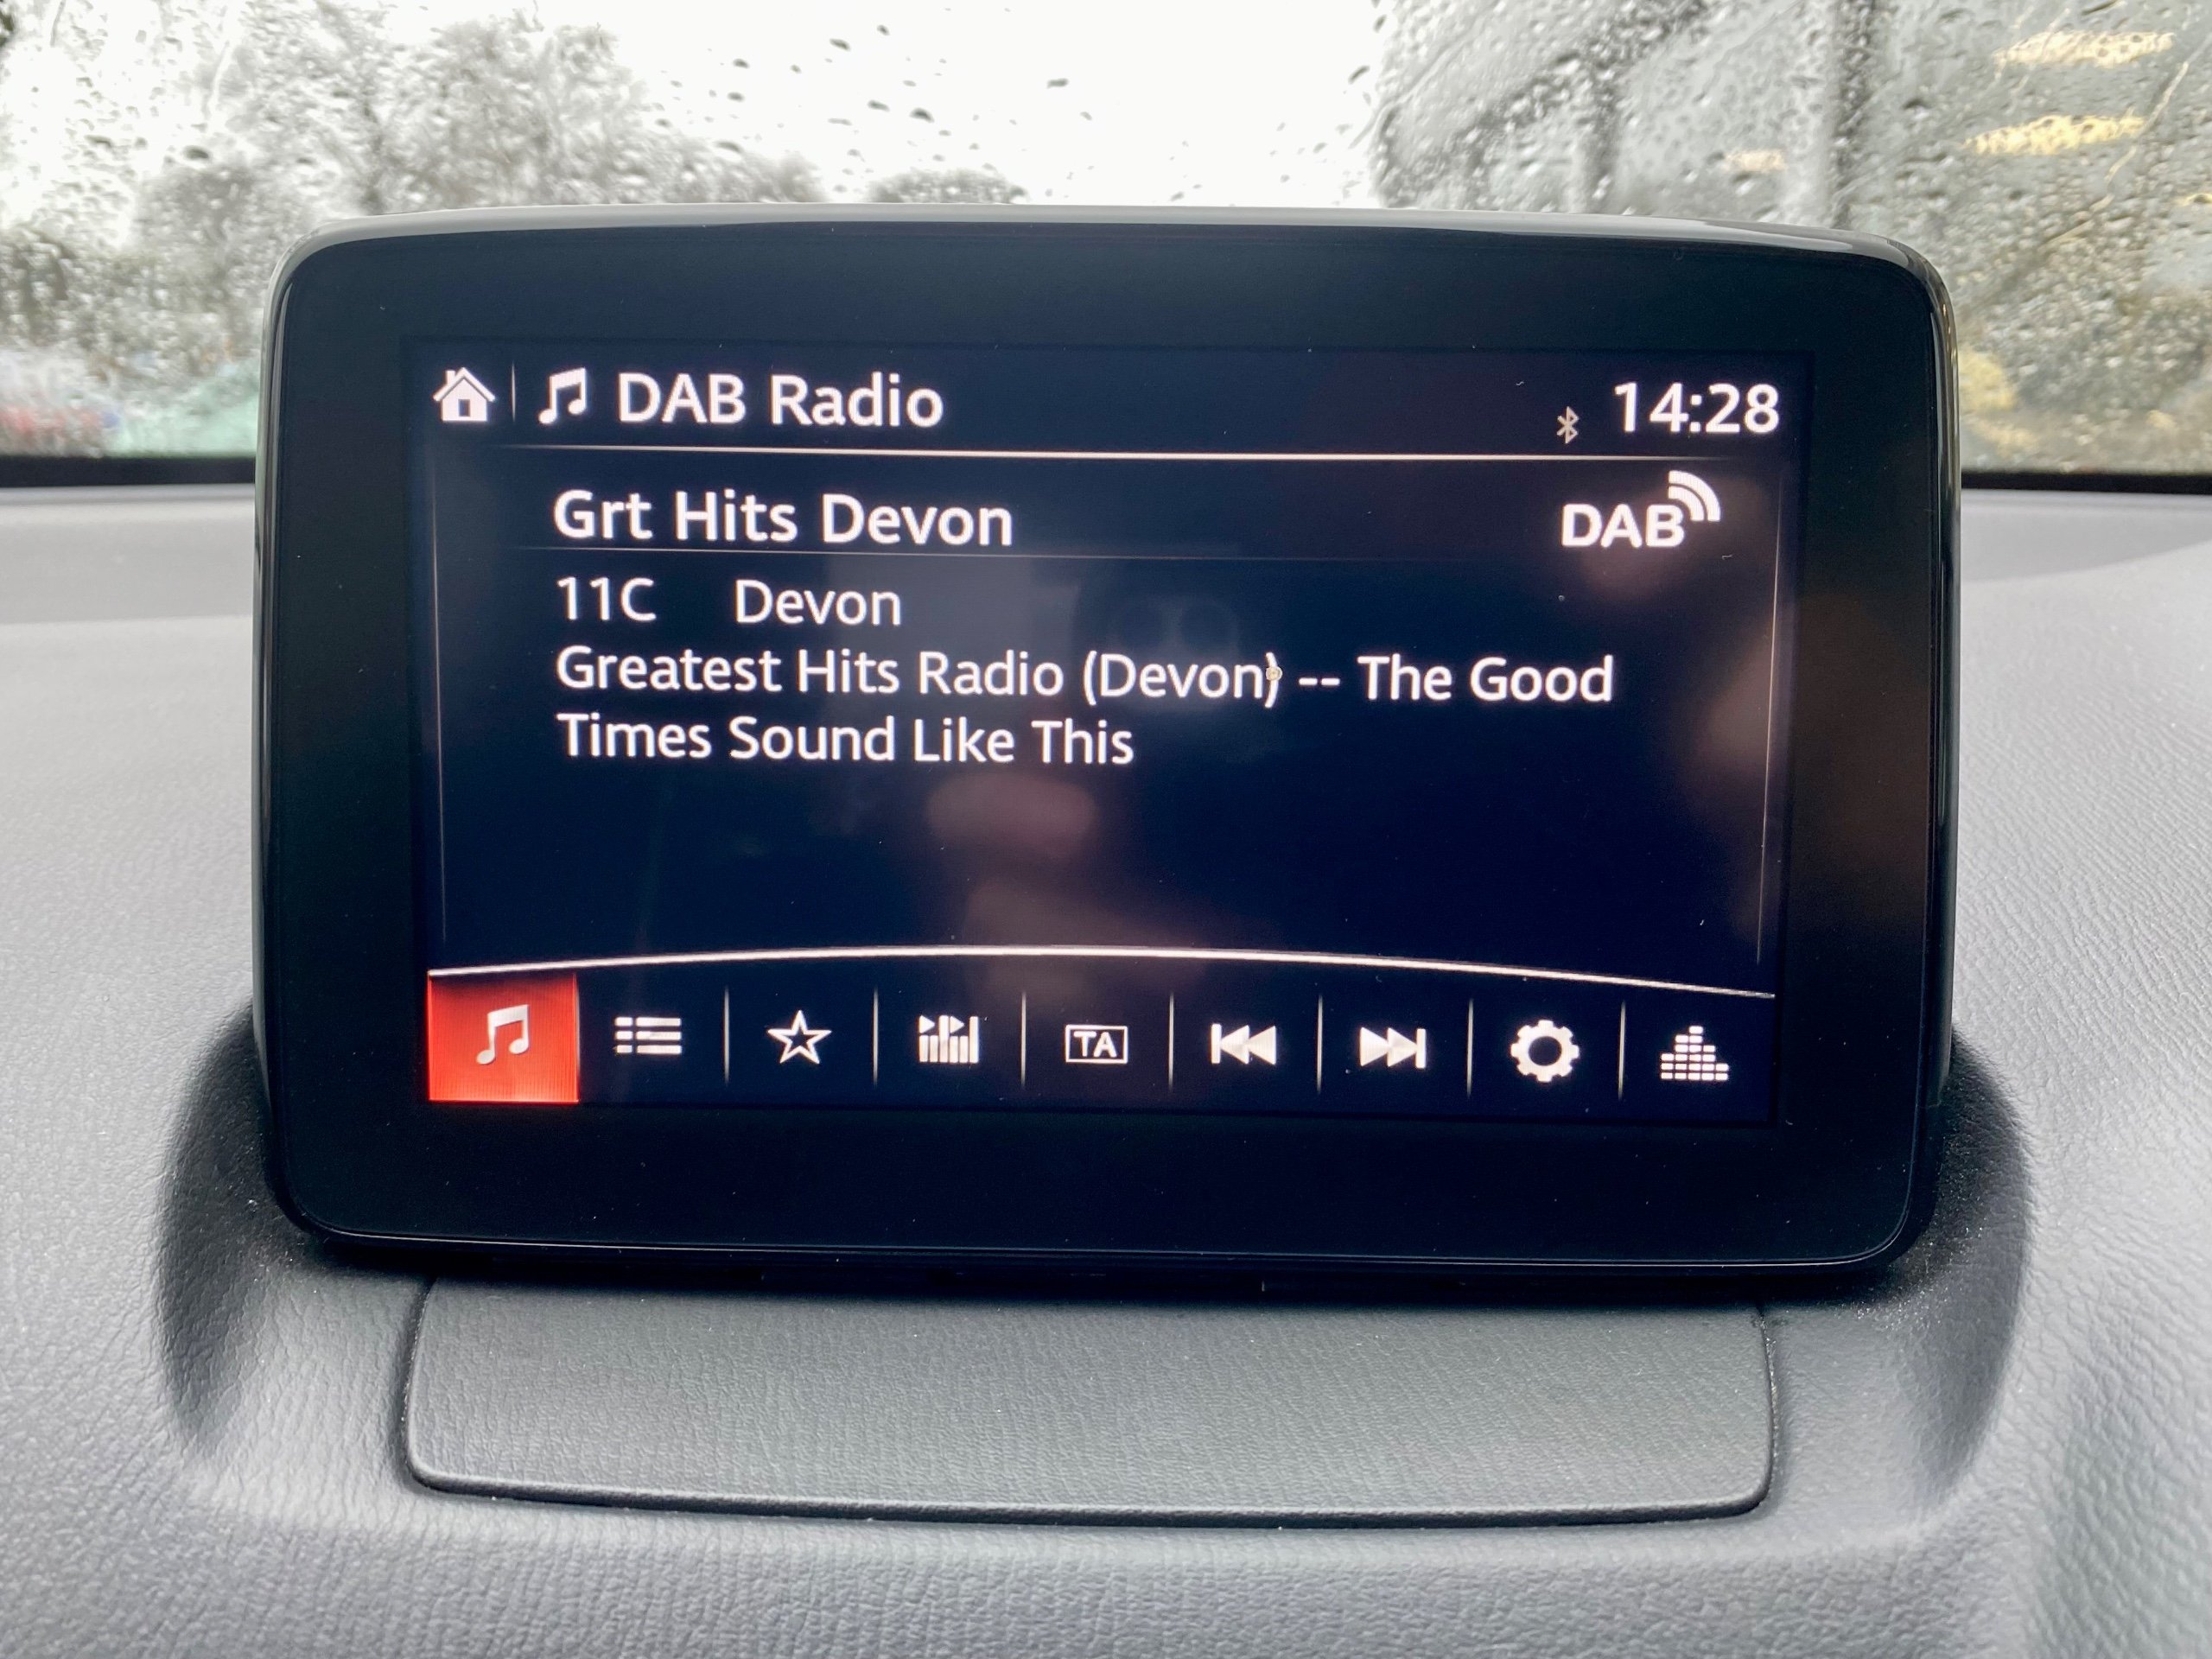 DAB Radio
14:28
Grt Hits Devon
DAB
11C Devon
Greatest Hits Radio (Devon) -- The Good
Times Sound Like This
TA